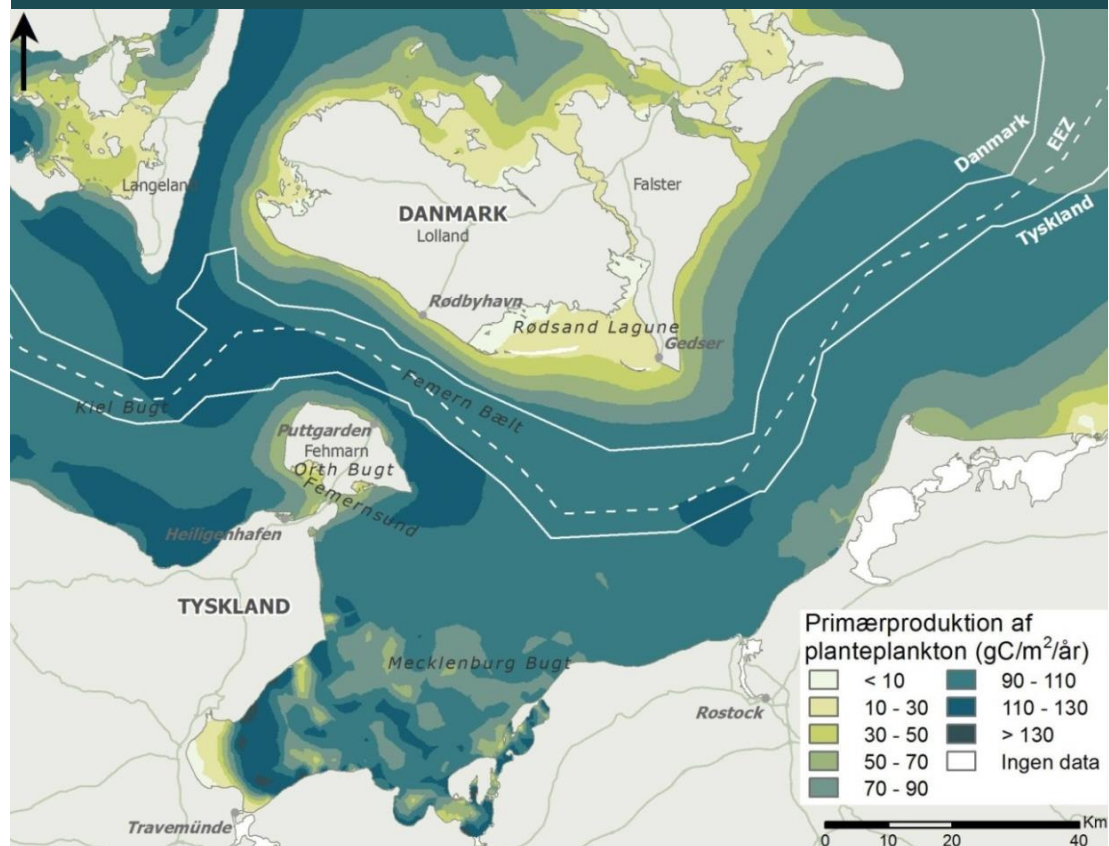 Danmark
EEZ
Tyskland
Langeland
Falster
DANMARK
Lolland
Rødbyhavn
Rødsand Lagune
Gedser
Femern Bælt
Kiel Bugt
Puttgarden
Fehmarn
Orth Bugt
Femernsund
Heiligenhafen
TYSKLAND
Mecklenburg Bugt
Rostock
Travemünde
Primærproduktion af
planteplankton (gC/m²/år)
< 10
10 - 30
30 - 50
50 - 70
70 - 90
90 - 110
110 - 130
> 130
Ingen data
Km
0 10 20 40